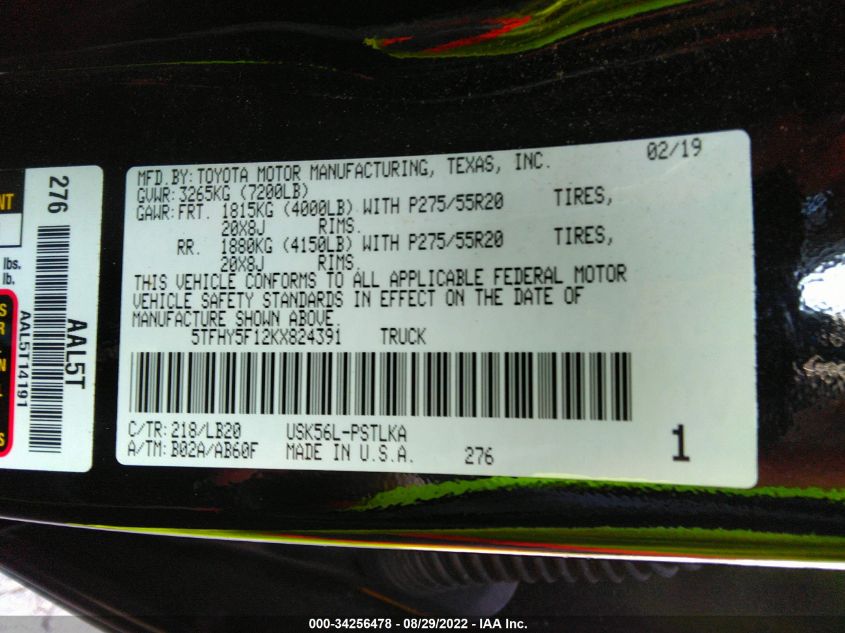 MFD.BY: TOYOTA MOTOR MANUFACTURING, TEXAS, INC. 02/19
GVWR: 3265KG (7200LB)
GAWR: FRT. 1815KG (4000LB) WITH P275/55R20 TIRES,
20X8J RIMS.
RR. 1880KG (4150LB) WITH P275/55R20 TIRES,
20X8J RIMS.
THIS VEHICLE CONFORMS TO ALL APPLICABLE FEDERAL MOTOR
VEHICLE SAFETY STANDARDS IN EFFECT ON THE DATE OF
MANUFACTURE SHOWN ABOVE.
5TFHY5F12KX824391 TRUCK
C/TR: 218/LB20 USK56L-PSTLKA
A/TM: B02A/AB60F MADE IN U.S.A. 276 1
276
AAL5T
AAL5T14191
lbs.
lb.
000-34256478 - 08/29/2022 - IAA Inc.